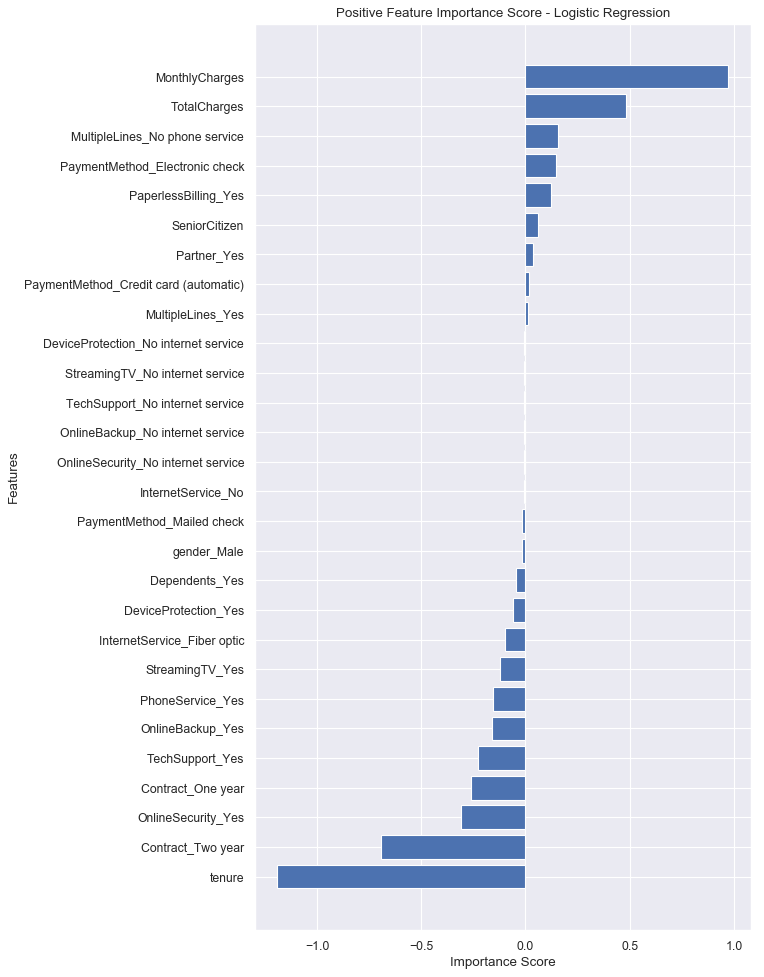 Positive Feature Importance Score - Logistic Regression
MonthlyCharges
TotalCharges
MultipleLines_No phone service
PaymentMethod_Electronic check
PaperlessBilling_Yes
SeniorCitizen
Partner_Yes
PaymentMethod_Credit card (automatic)
MultipleLines_Yes
DeviceProtection_No internet service
StreamingTV_No internet service
TechSupport_No internet service
OnlineBackup_No internet service
OnlineSecurity_No internet service
InternetService_No
PaymentMethod_Mailed check
gender_Male
Dependents_Yes
DeviceProtection_Yes
InternetService_Fiber optic
StreamingTV_Yes
PhoneService_Yes
OnlineBackup_Yes
TechSupport_Yes
Contract_One year
OnlineSecurity_Yes
Contract_Two year
tenure
Features
−1.0 −0.5 0.0 0.5 1.0
Importance Score